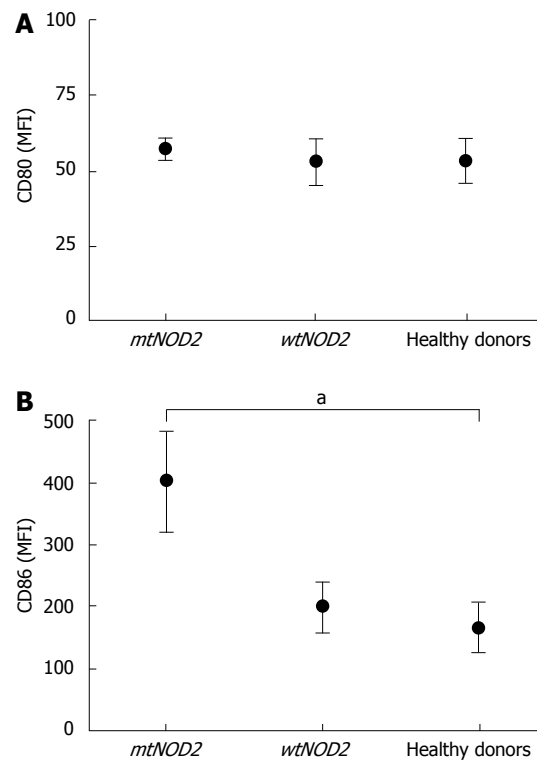 A
100
75
50
25
0
CD80 (MFI)
mtNOD2 wtNOD2 Healthy donors
B
a
500
400
300
200
100
0
CD86 (MFI)
mtNOD2 wtNOD2 Healthy donors